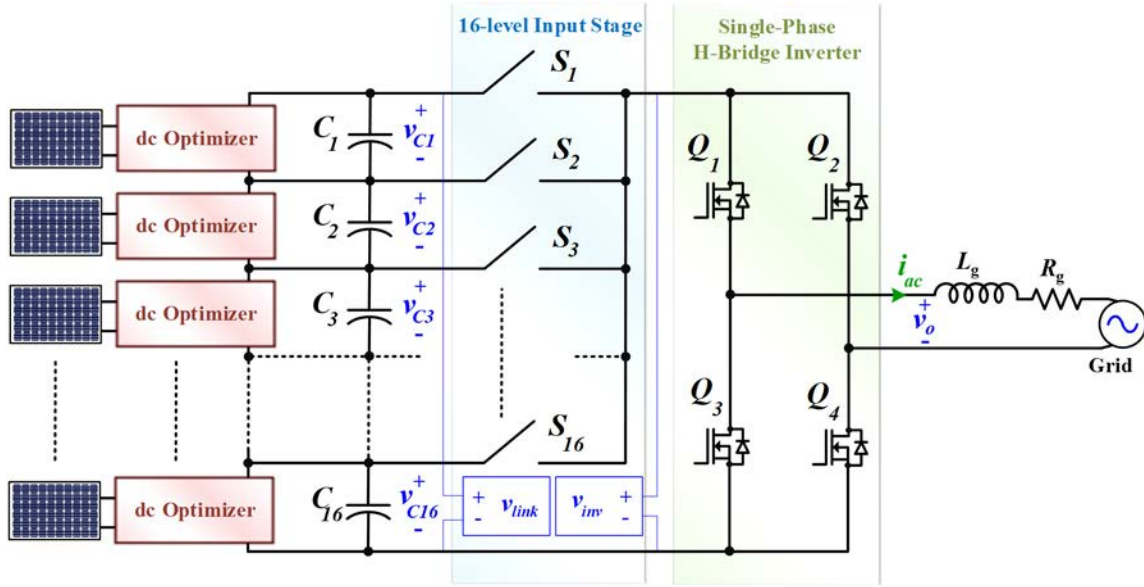 16-level Input Stage
Single-Phase
H-Bridge Inverter
S1
dc Optimizer
C1
+
vC1
-
S2
Q1
Q2
dc Optimizer
C2
+
vC2
-
S3
dc Optimizer
C3
+
vC3
-
iac
Lg
Rg
+
vo
-
Grid
Q3
Q4
S16
dc Optimizer
C16
+
vC16
-
+
-
vlink
vinv
+
-